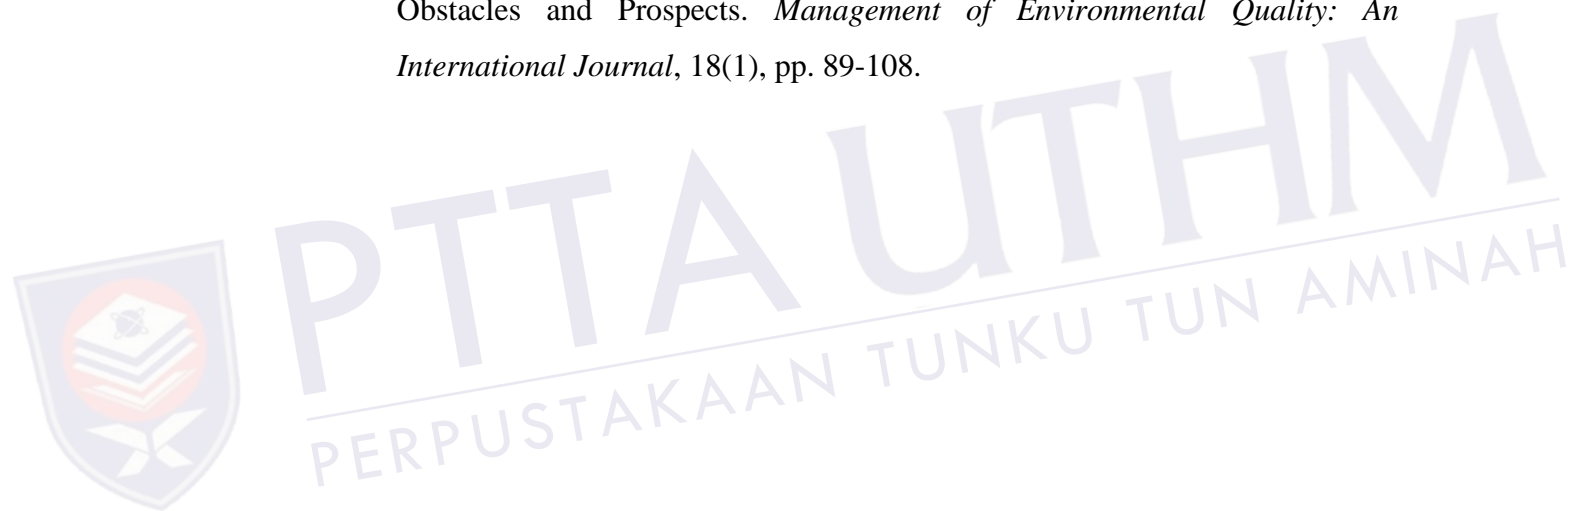 Obstacles and Prospects. Management of Environmental Quality: An
International Journal, 18(1), pp. 89-108.
PTTA UTHM
PERPUSTAKAAN TUNKU TUN AMINAH